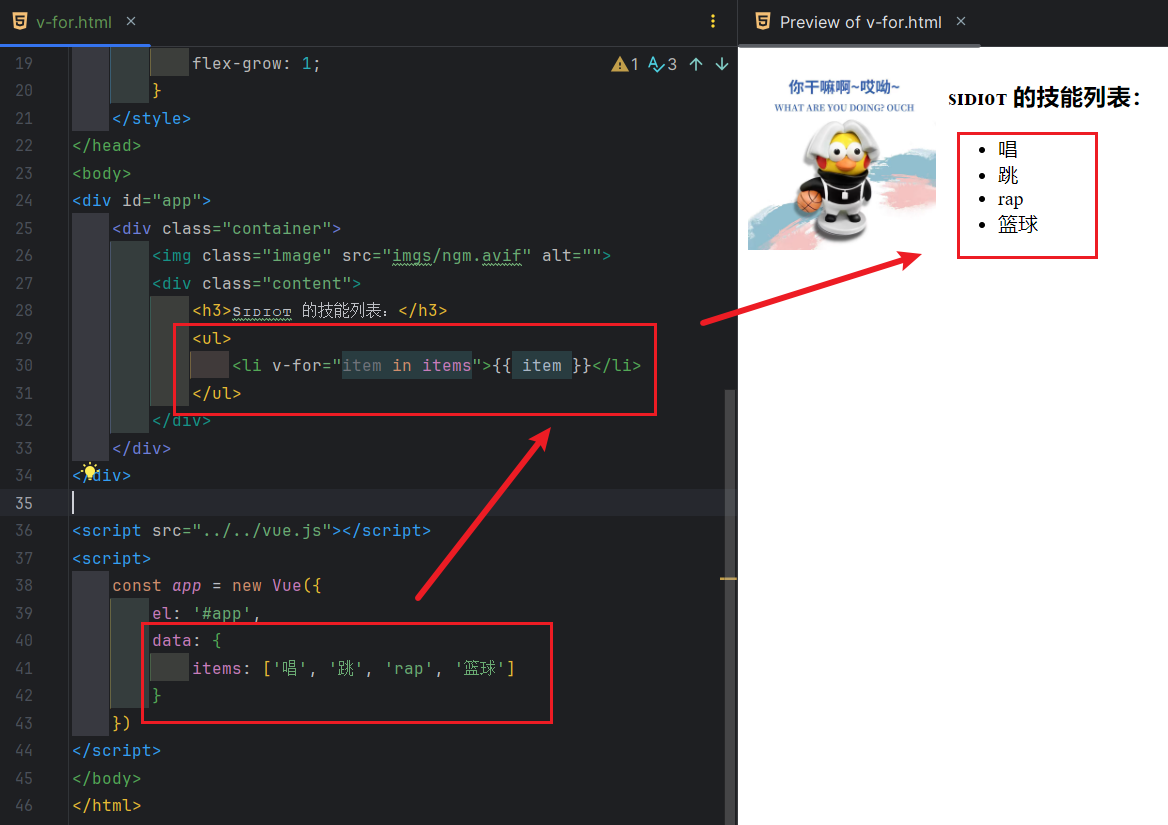 v-for.html
19 flex-grow: 1;
20 }
21 </style>
22 </head>
23 <body>
24 <div id="app">
25 <div class="container">
26 <img class="image" src="imgs/ngm.avif" alt="">
27 <div class="content">
28 <h3>sɪᴅɪᴏᴛ 的技能列表：</h3>
29 <ul>
30 <li v-for="item in items">{{ item }}</li>
31 </ul>
32 </div>
33 </div>
34 </div>
35
36 <script src="../../vue.js"></script>
37 <script>
38 const app = new Vue({
39 el: '#app',
40 data: {
41 items: ['唱', '跳', 'rap', '篮球']
42 }
43 })
44 </script>
45 </body>
46 </html>
1 3
Preview of v-for.html
你干嘛啊~哎呦~
WHAT ARE YOU DOING? OUCH
sɪᴅɪᴏᴛ 的技能列表：
• 唱
• 跳
• rap
• 篮球